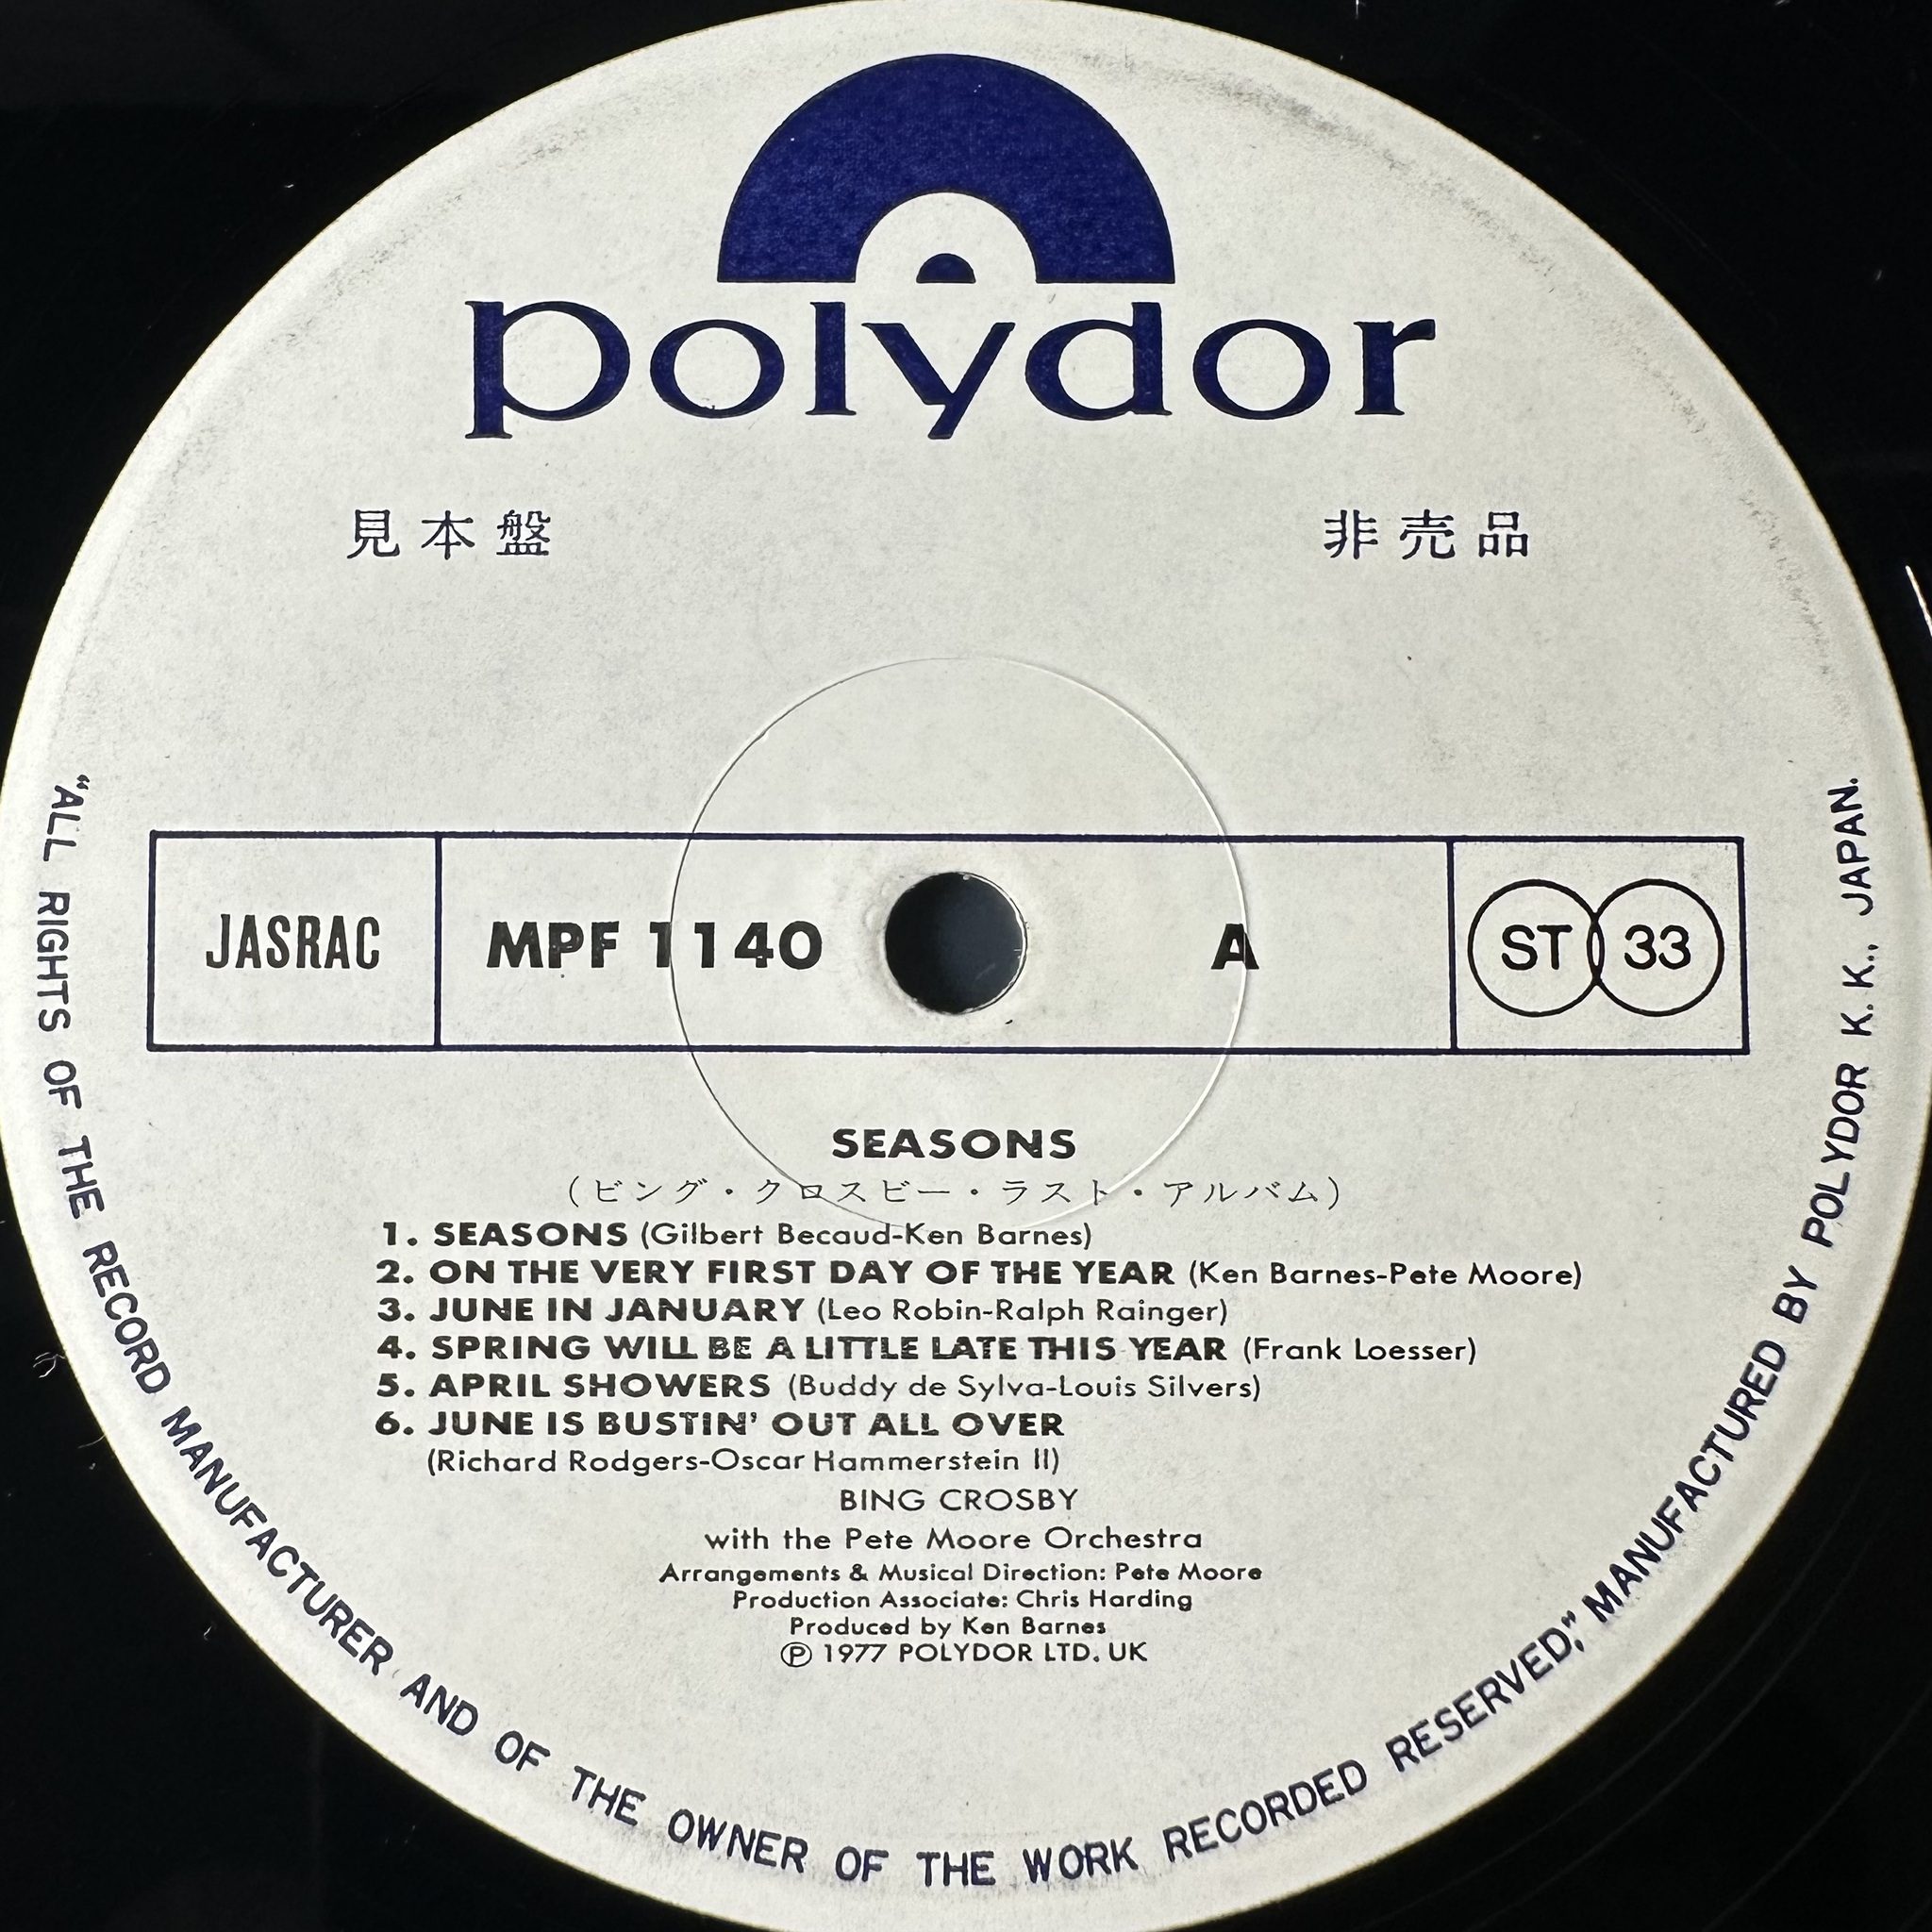 polydor
見本盤 非売品
JASRAC MPF 1140 A ST 33
SEASONS
(ビング・クロスビー・ラスト・アルバム)
1. SEASONS (Gilbert Becaud-Ken Barnes)
2. ON THE VERY FIRST DAY OF THE YEAR (Ken Barnes-Pete Moore)
3. JUNE IN JANUARY (Leo Robin-Ralph Rainger)
4. SPRING WILL BE A LITTLE LATE THIS YEAR (Frank Loesser)
5. APRIL SHOWERS (Buddy de Sylva-Louis Silvers)
6. JUNE IS BUSTIN' OUT ALL OVER
(Richard Rodgers-Oscar Hammerstein II)
BING CROSBY
with the Pete Moore Orchestra
Arrangements & Musical Direction: Pete Moore
Production Associate: Chris Harding
Produced by Ken Barnes
Ⓟ 1977 POLYDOR LTD. UK
"ALL RIGHTS OF THE RECORD MANUFACTURER AND OF THE OWNER OF THE WORK RECORDED RESERVED," MANUFACTURED BY POLYDOR K. K., JAPAN.